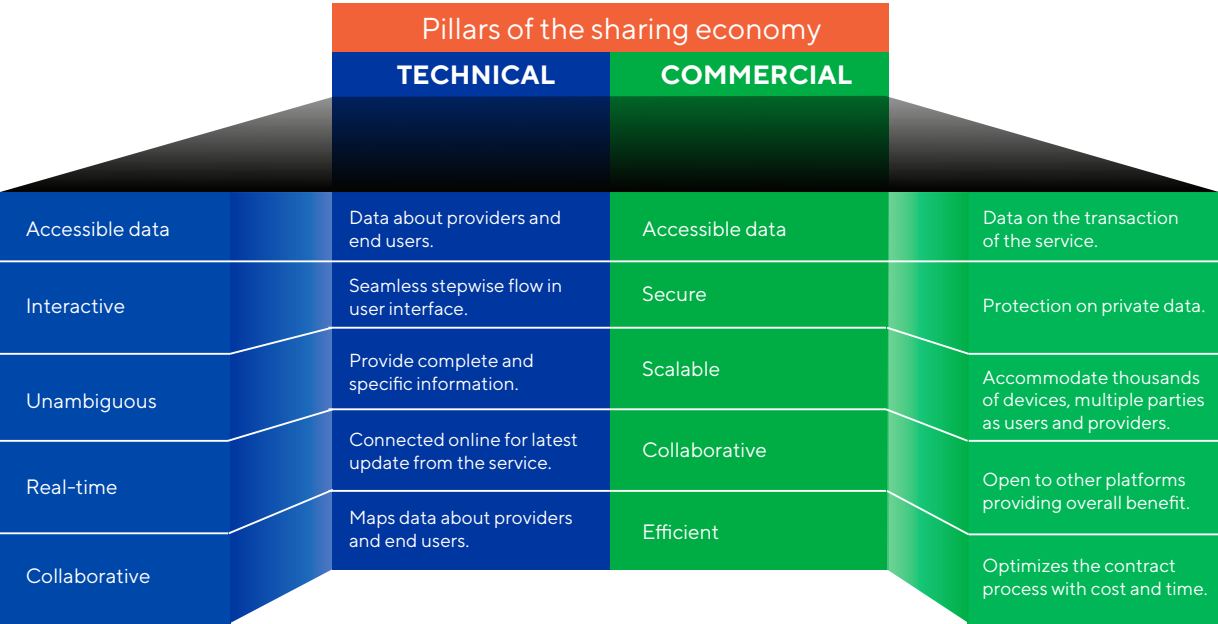 Pillars of the sharing economy
TECHNICAL
COMMERCIAL
Accessible data
Data about providers and
end users.
Accessible data
Data on the transaction
of the service.
Interactive
Seamless stepwise flow in
user interface.
Secure
Protection on private data.
Unambiguous
Provide complete and
specific information.
Scalable
Accommodate thousands
of devices, multiple parties
as users and providers.
Real-time
Connected online for latest
update from the service.
Collaborative
Open to other platforms
providing overall benefit.
Collaborative
Maps data about providers
and end users.
Efficient
Optimizes the contract
process with cost and time.